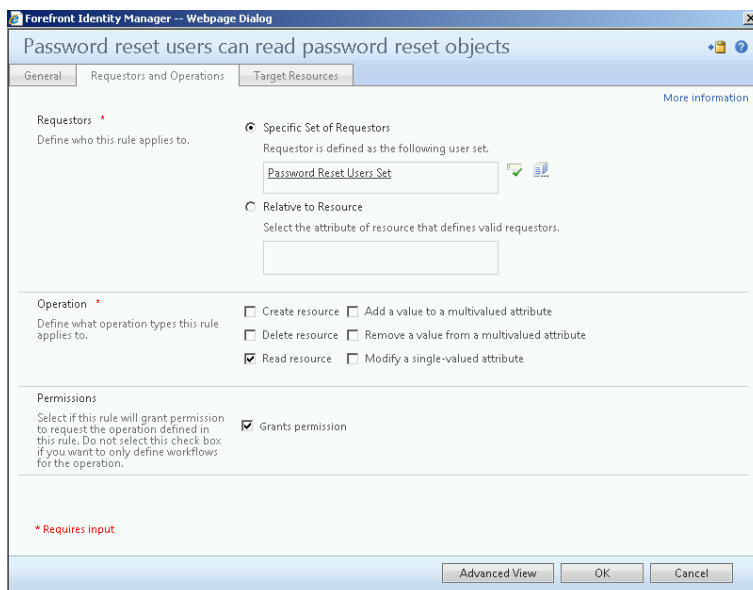 Forefront Identity Manager -- Webpage Dialog
Password reset users can read password reset objects
General
Requestors and Operations
Target Resources
More information
Requestors *
Define who this rule applies to.
Specific Set of Requestors
Requestor is defined as the following user set.
Password Reset Users Set
Relative to Resource
Select the attribute of resource that defines valid requestors.
Operation *
Define what operation types this rule
applies to.
Create resource
Add a value to a multivalued attribute
Delete resource
Remove a value from a multivalued attribute
Read resource
Modify a single-valued attribute
Permissions
Select if this rule will grant permission
to request the operation defined in
this rule. Do not select this check box
if you want to only define workflows
for the operation.
Grants permission
* Requires input
Advanced View
OK
Cancel